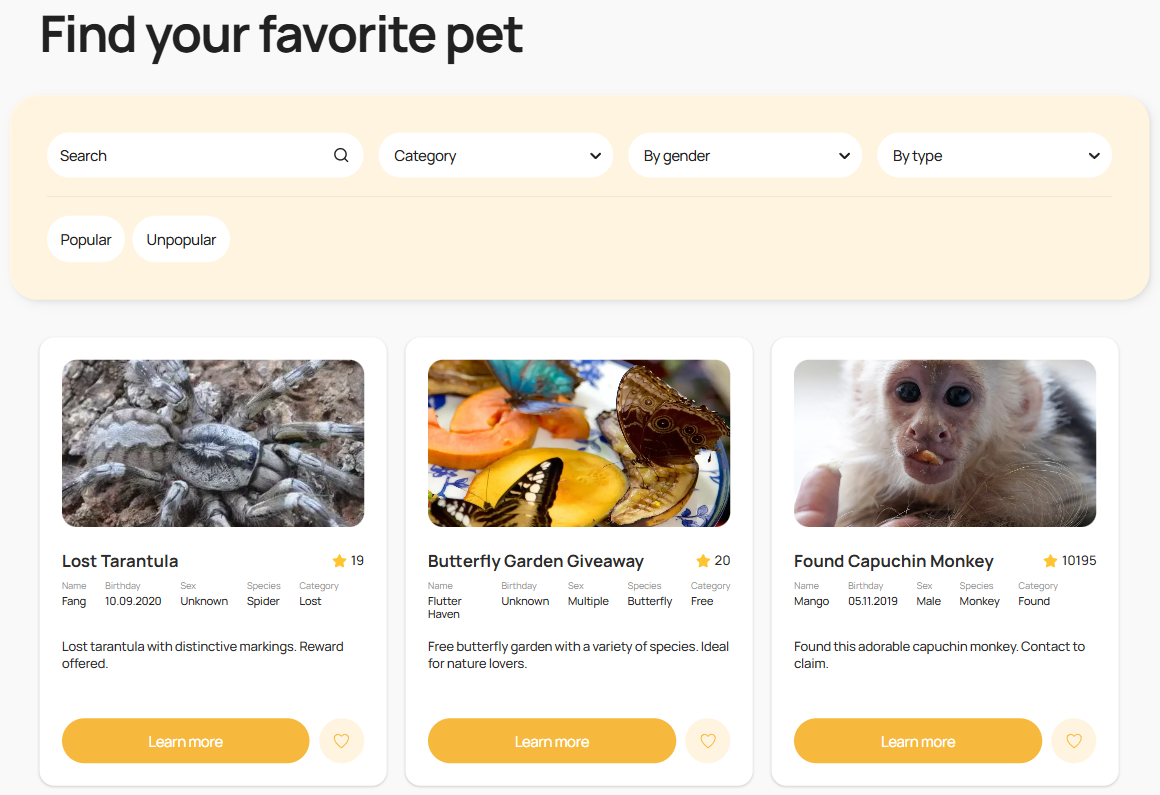 Find your favorite pet
Search
Category
By gender
By type
Popular
Unpopular
Lost Tarantula
19
Name Birthday Sex Species Category
Fang 10.09.2020 Unknown Spider Lost
Lost tarantula with distinctive markings. Reward
offered.
Learn more
Butterfly Garden Giveaway
20
Name Birthday Sex Species Category
Flutter Unknown Multiple Butterfly Free
Haven
Free butterfly garden with a variety of species. Ideal
for nature lovers.
Learn more
Found Capuchin Monkey
10195
Name Birthday Sex Species Category
Mango 05.11.2019 Male Monkey Found
Found this adorable capuchin monkey. Contact to
claim.
Learn more